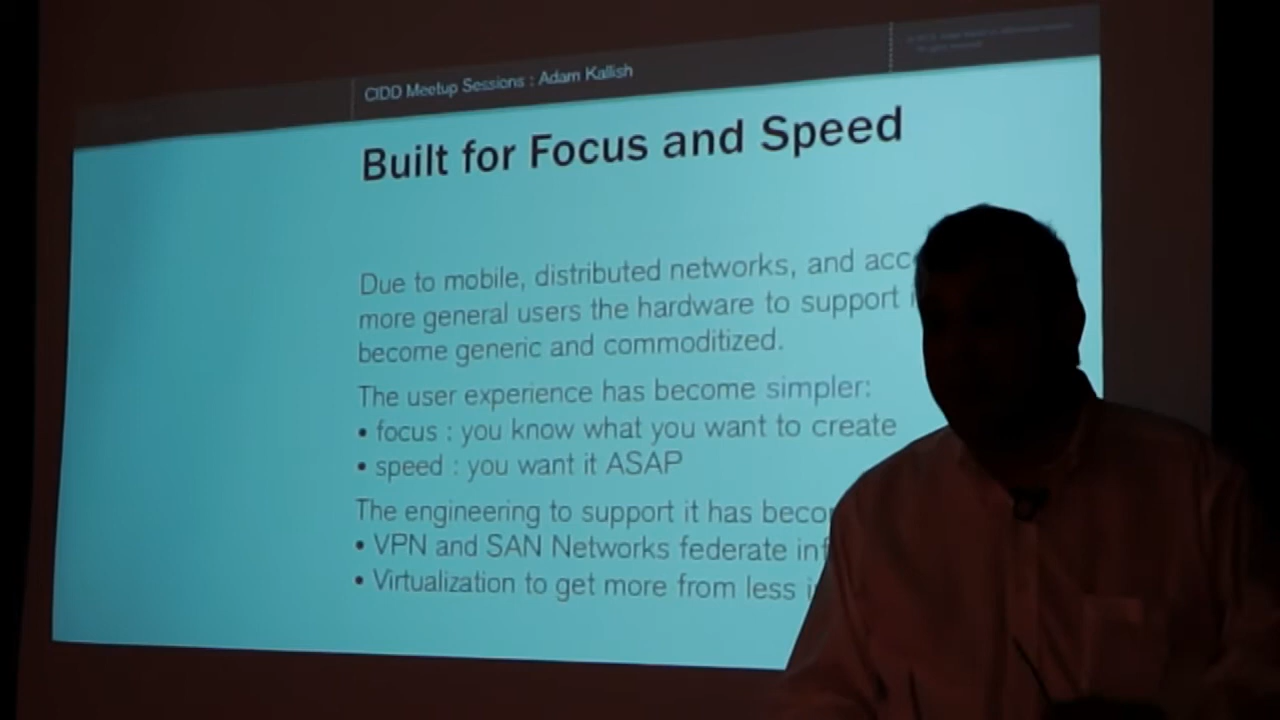 CIDD Meetup Sessions : Adam Kallish
Built for Focus and Speed
Due to mobile, distributed networks, and
more general users the hardware to support
become generic and commoditized.
The user experience has become simpler:
• focus : you know what you want to create
• speed : you want it ASAP
The engineering to support it has
• VPN and SAN Networks federate
• Virtualization to get more from less